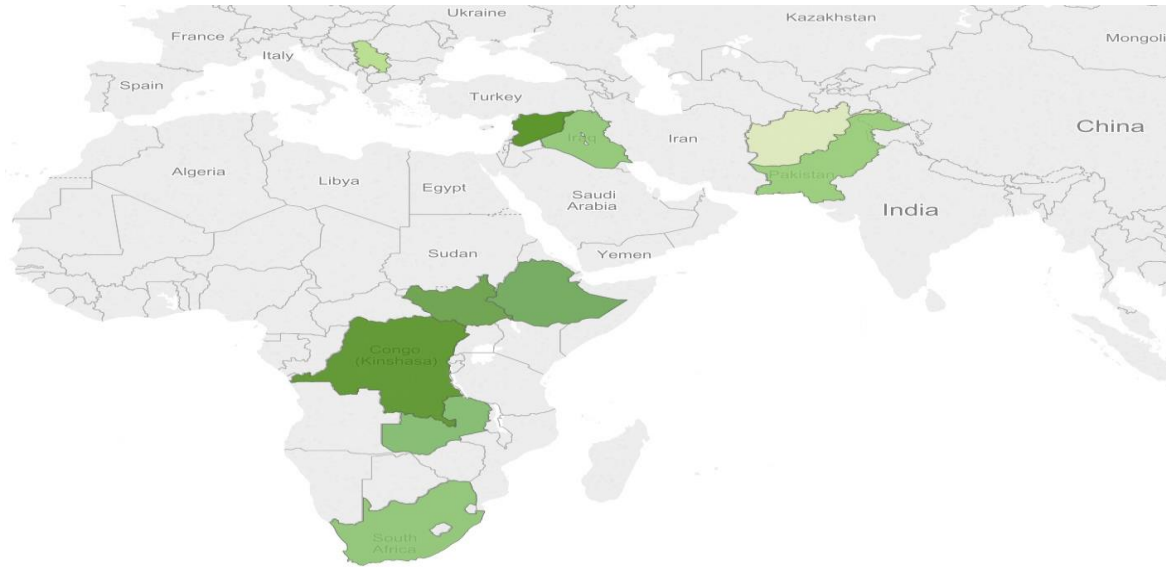 Ukraine
Kazakhstan
France
Mongoli
Italy
Spain
Turkey
China
Iraq
Iran
Algeria
Libya
Egypt
Pakistan
Saudi
Arabia
India
Sudan
Yemen
Congo
(Kinshasa)
South
Africa